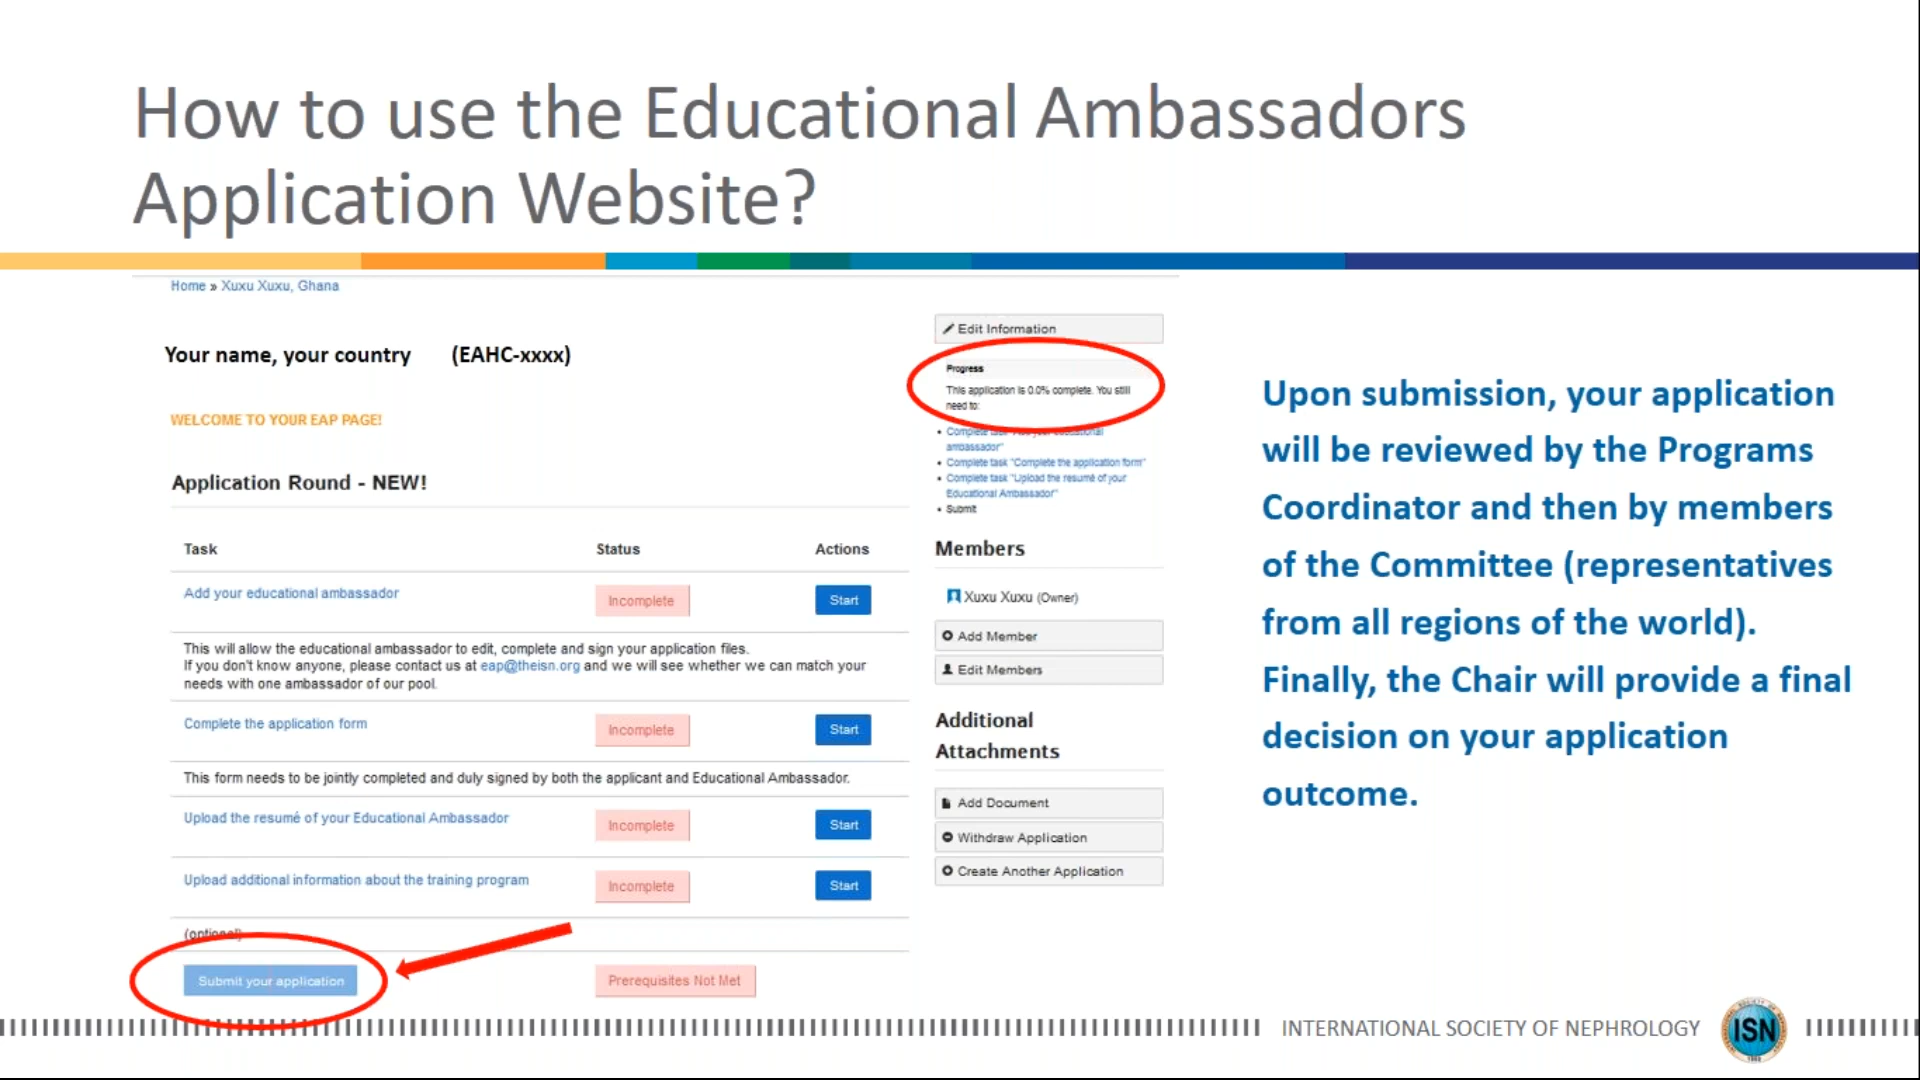 How to use the Educational Ambassadors
Application Website?
Home » Xuxu Xuxu, Ghana
Your name, your country (EAHC-xxxx)
WELCOME TO YOUR EAP PAGE!
Application Round - NEW!
Task Status Actions
Add your educational ambassador Incomplete Start
This will allow the educational ambassador to edit, complete and sign your application files.
If you don't know anyone, please contact us at eap@theisn.org and we will see whether we can match your
needs with one ambassador of our pool.
Complete the application form Incomplete Start
This form needs to be jointly completed and duly signed by both the applicant and Educational Ambassador.
Upload the resumé of your Educational Ambassador Incomplete Start
Upload additional information about the training program Incomplete Start
(optional)
Submit your application Prerequisites Not Met
Edit Information
Progress
This application is 0.0% complete. You still
need to:
• Complete task "Add your educational
ambassador"
• Complete task "Complete the application form"
• Complete task "Upload the resumé of your
Educational Ambassador"
• Submit
Members
Xuxu Xuxu (Owner)
Add Member
Edit Members
Additional
Attachments
Add Document
Withdraw Application
Create Another Application
Upon submission, your application
will be reviewed by the Programs
Coordinator and then by members
of the Committee (representatives
from all regions of the world).
Finally, the Chair will provide a final
decision on your application
outcome.
INTERNATIONAL SOCIETY OF NEPHROLOGY
ISN